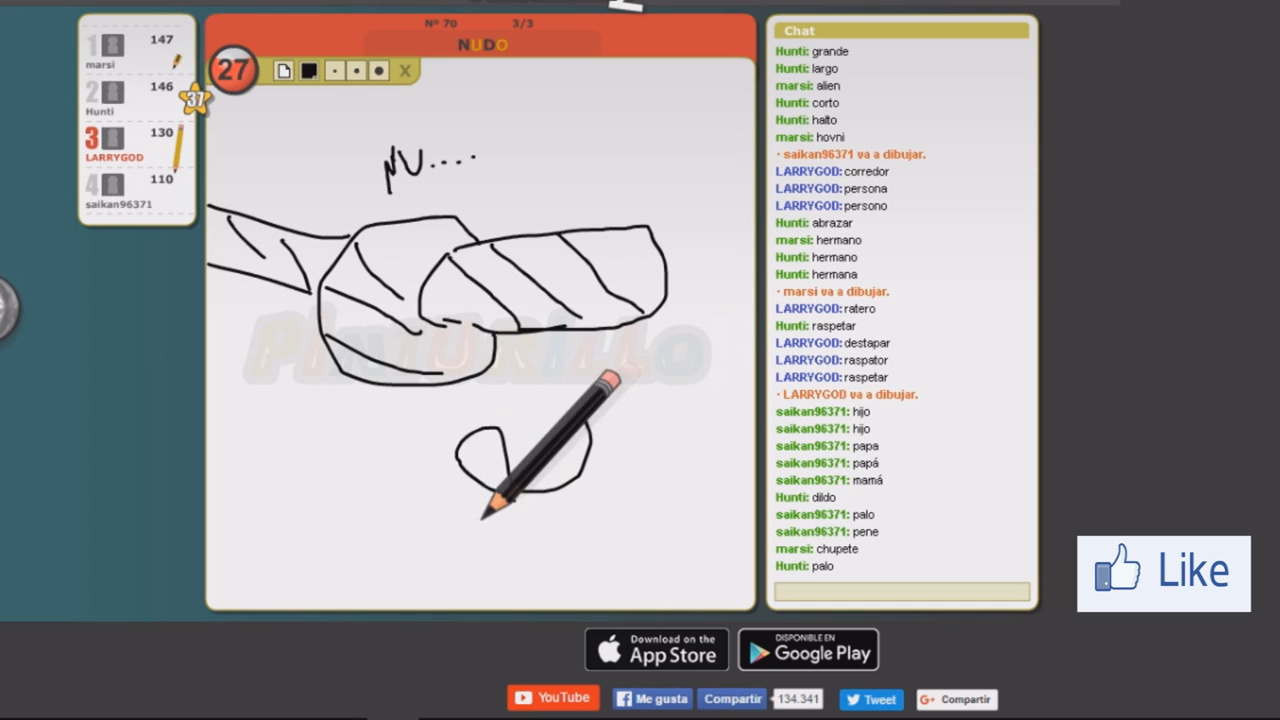 1 147
marsi
2 146
Hunti
37
3 130
LARRYGOD
4 110
saikan96371
Nº 70 3/3
NUDO
27
X
NU....
PiNTURiLLo
Chat
Hunti: grande
Hunti: largo
marsi: alien
Hunti: corto
Hunti: halto
marsi: hovni
· saikan96371 va a dibujar.
LARRYGOD: corredor
LARRYGOD: persona
LARRYGOD: persono
Hunti: abrazar
marsi: hermano
Hunti: hermano
Hunti: hermana
· marsi va a dibujar.
LARRYGOD: ratero
Hunti: raspetar
LARRYGOD: destapar
LARRYGOD: raspator
LARRYGOD: raspetar
· LARRYGOD va a dibujar.
saikan96371: hijo
saikan96371: hijo
saikan96371: papa
saikan96371: papá
saikan96371: mamá
Hunti: dildo
saikan96371: palo
saikan96371: pene
marsi: chupete
Hunti: palo
Like
Download on the
App Store
DISPONIBLE EN
Google Play
YouTube
Me gusta
Compartir
134.341
Tweet
G+ Compartir